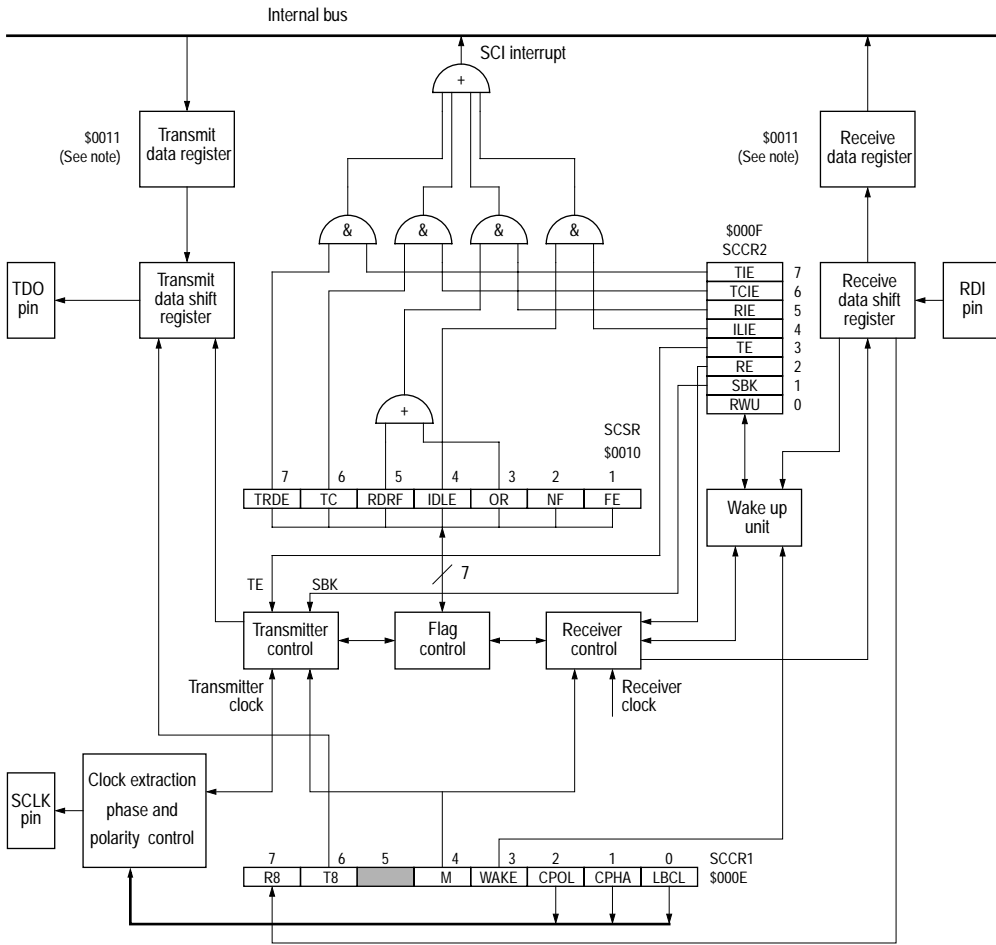 Internal bus
SCI interrupt
+
$0011
(See note)
Transmit
data register
$0011
(See note)
Receive
data register
&
&
&
&
$000F
SCCR2
TDO
pin
Transmit
data shift
register
TIE 7
TCIE 6
RIE 5
ILIE 4
TE 3
RE 2
SBK 1
RWU 0
Receive
data shift
register
RDI
pin
+
SCSR
$0010
7 6 5 4 3 2 1
TRDE TC RDRF IDLE OR NF FE
Wake up
unit
7
TE
SBK
Transmitter
control
Flag
control
Receiver
control
Transmitter
clock
Receiver
clock
SCLK
pin
Clock extraction
phase and
polarity control
7 6 5 4 3 2 1 0
SCCR1
R8 T8 M WAKE CPOL CPHA LBCL
$000E